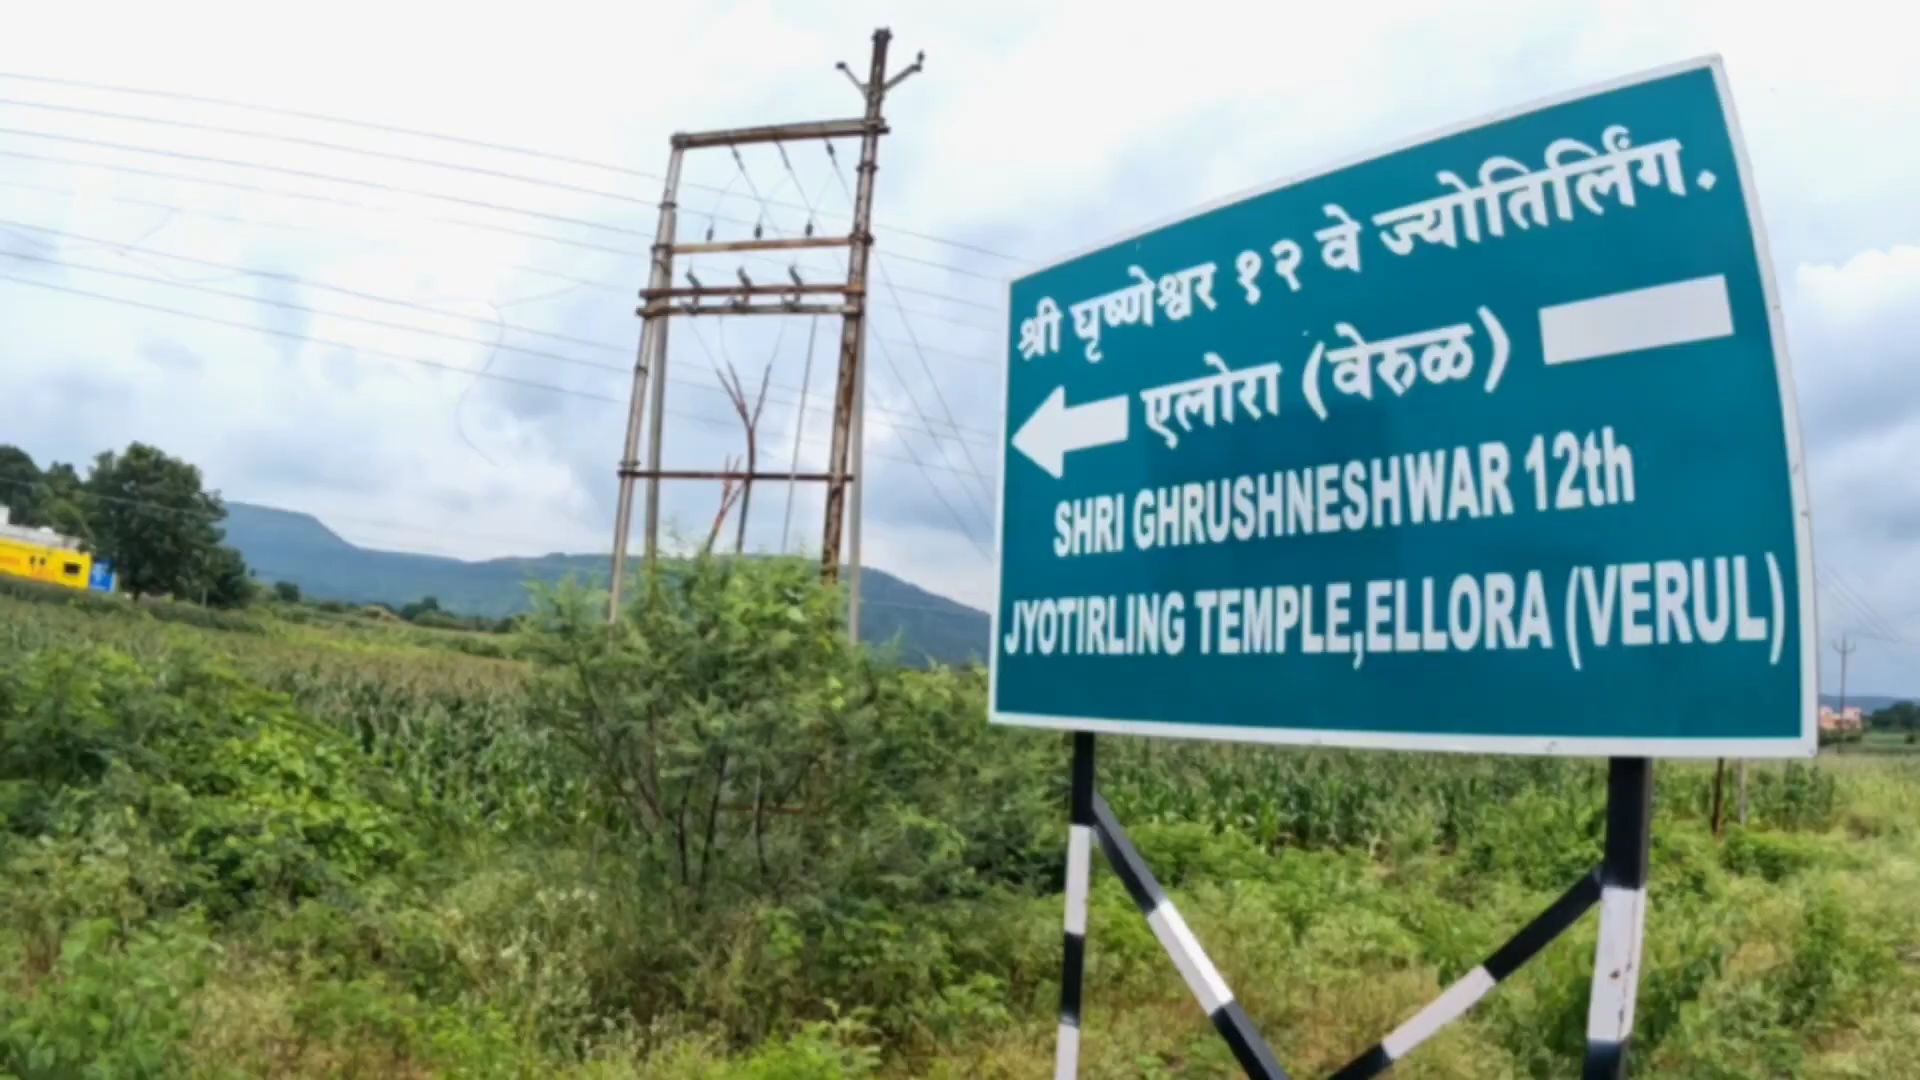 श्री घृष्णेश्वर १२ वे ज्योतिर्लिंग.
एलोरा (वेरुळ)
SHRI GHRUSHNESHWAR 12th
JYOTIRLING TEMPLE,ELLORA (VERUL)